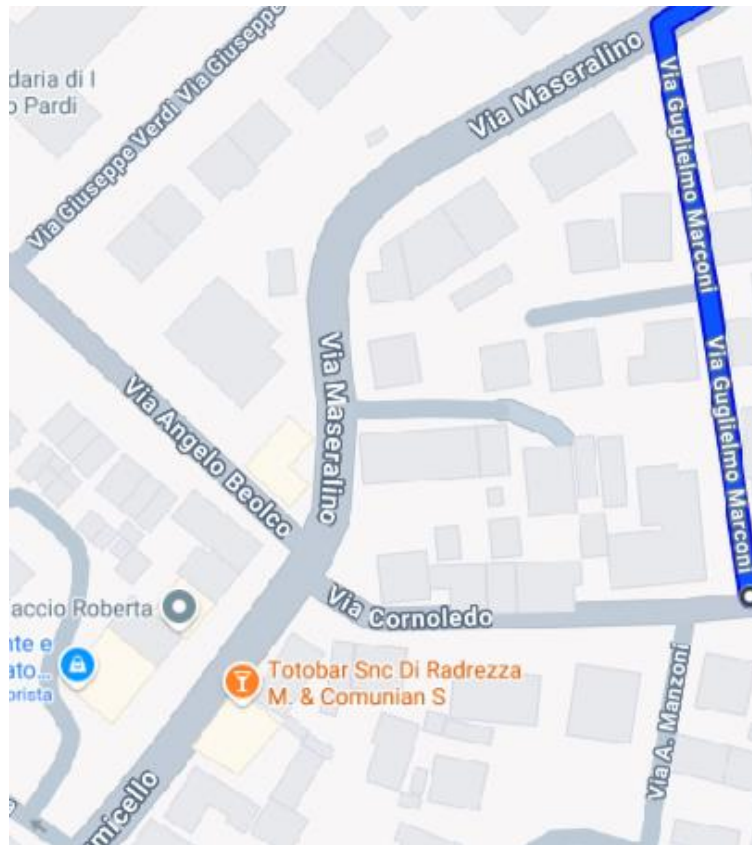 Via Giuseppe Verdi Via Giuseppe
daria di I
o Pardi
Via Maseralino
Via Guglielmo Marconi
Via Guglielmo Marconi
Via Maseralino
Via Angelo Beolco
Via Cornoledo
accio Roberta
nte e
ato...
orista
Totobar Snc Di Radrezza
M. & Comunian S
Via A. Manzoni
micello